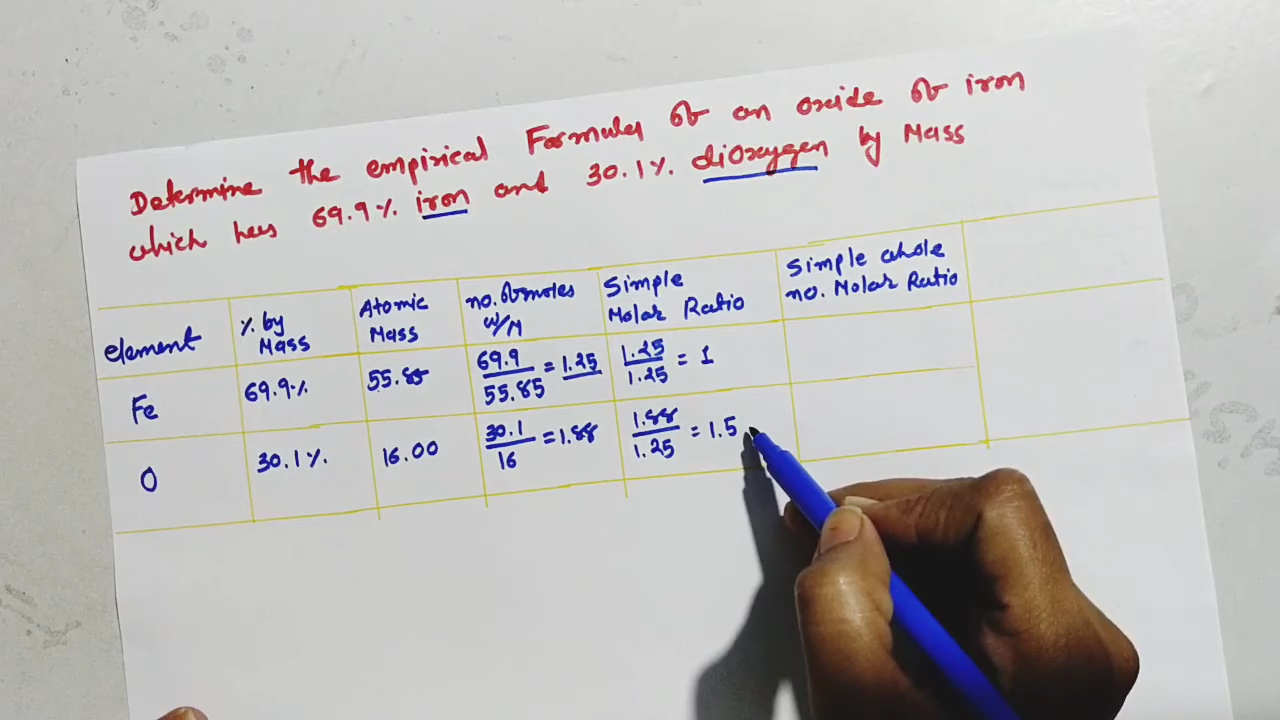 Determine the empirical Formula of an oxide of iron
which has 69.9% iron and 30.1% dioxygen by Mass
Element
% by
Mass
Atomic
Mass
no. of moles
w/M
Simple
Molar Ratio
Simple whole
no. Molar Ratio
Fe
69.9%
55.85
69.9
55.85
= 1.25
1.25
1.25
= 1
O
30.1%
16.00
30.1
16
= 1.88
1.88
1.25
= 1.5